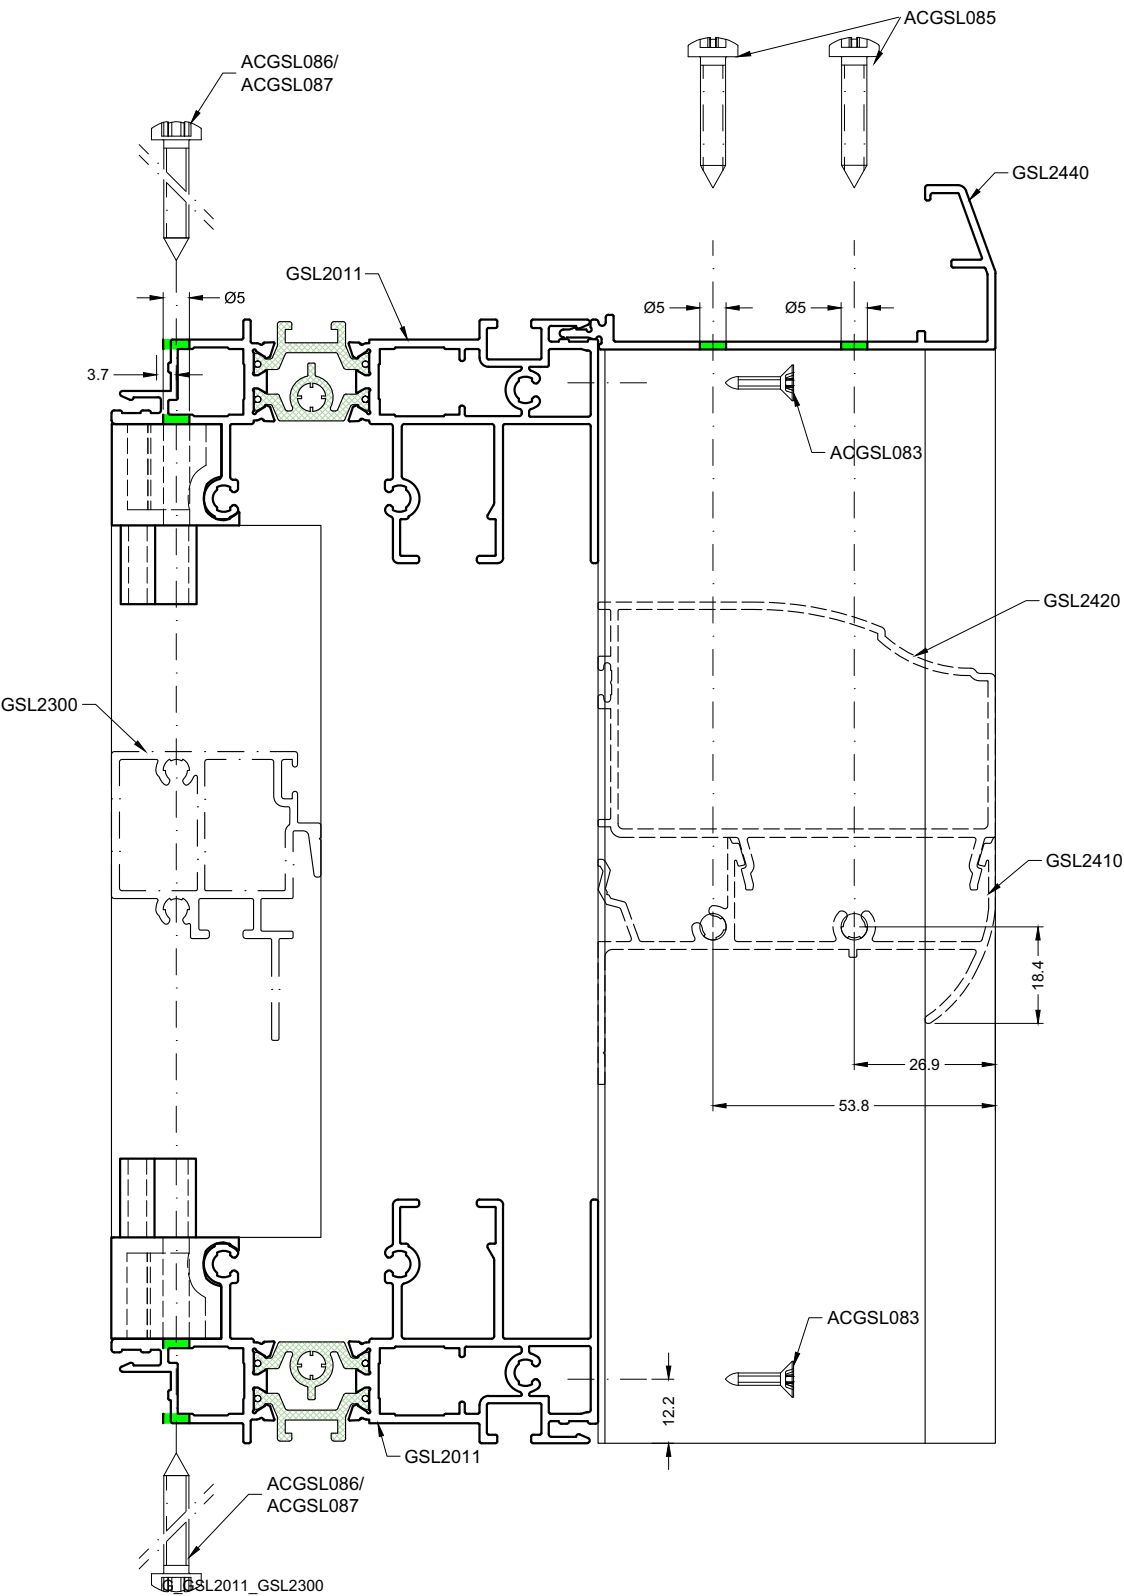 ACGSL085
ACGSL086/
ACGSL087
GSL2440
GSL2011
Ø5
Ø5
Ø5
3.7
ACGSL083
GSL2420
GSL2300
GSL2410
18.4
26.9
53.8
ACGSL083
12.2
GSL2011
ACGSL086/
ACGSL087
G_GSL2011_GSL2300